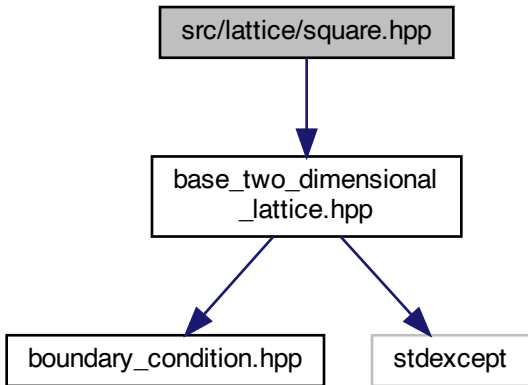 src/lattice/square.hpp
base_two_dimensional
_lattice.hpp
boundary_condition.hpp
stdexcept